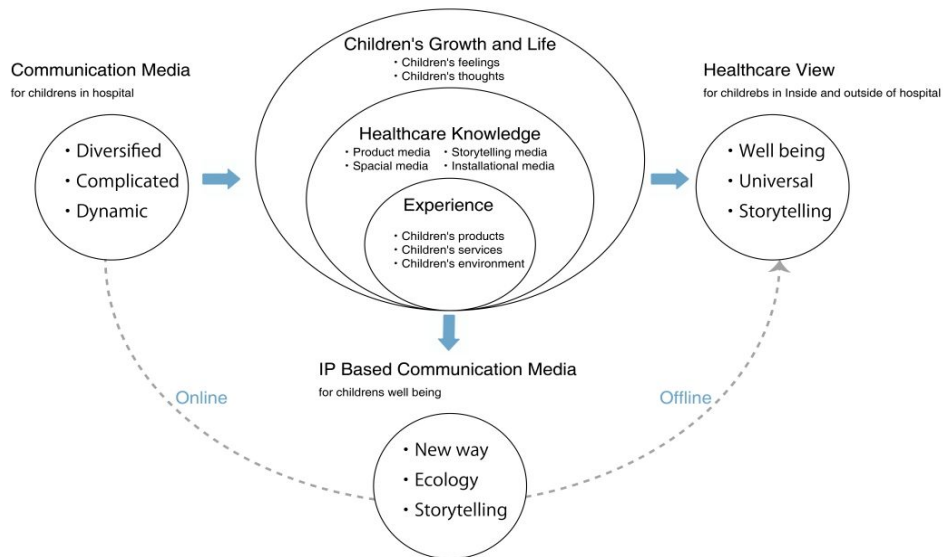 Communication Media
for childrens in hospital
• Diversified
• Complicated
• Dynamic
Children's Growth and Life
• Children's feelings
• Children's thoughts
Healthcare Knowledge
• Product media • Storytelling media
• Spacial media • Installational media
Experience
• Children's products
• Children's services
• Children's environment
Healthcare View
for childrebs in Inside and outside of hospital
• Well being
• Universal
• Storytelling
IP Based Communication Media
for childrens well being
Online
Offline
• New way
• Ecology
• Storytelling